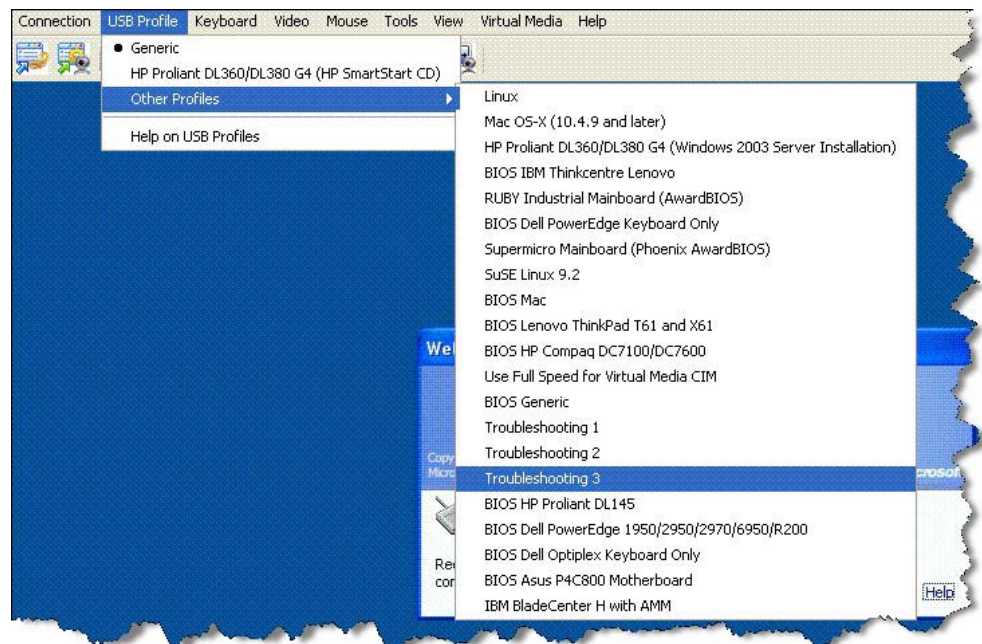 Connection USB Profile Keyboard Video Mouse Tools View Virtual Media Help
Generic
HP Proliant DL360/DL380 G4 (HP SmartStart CD)
Other Profiles
Help on USB Profiles
Linux
Mac OS-X (10.4.9 and later)
HP Proliant DL360/DL380 G4 (Windows 2003 Server Installation)
BIOS IBM Thinkcentre Lenovo
RUBY Industrial Mainboard (AwardBIOS)
BIOS Dell PowerEdge Keyboard Only
Supermicro Mainboard (Phoenix AwardBIOS)
SuSE Linux 9.2
BIOS Mac
BIOS Lenovo ThinkPad T61 and X61
BIOS HP Compaq DC7100/DC7600
Use Full Speed for Virtual Media CIM
BIOS Generic
Troubleshooting 1
Troubleshooting 2
Troubleshooting 3
BIOS HP Proliant DL145
BIOS Dell PowerEdge 1950/2950/2970/6950/R200
BIOS Dell Optiplex Keyboard Only
BIOS Asus P4C800 Motherboard
IBM BladeCenter H with AMM
Help